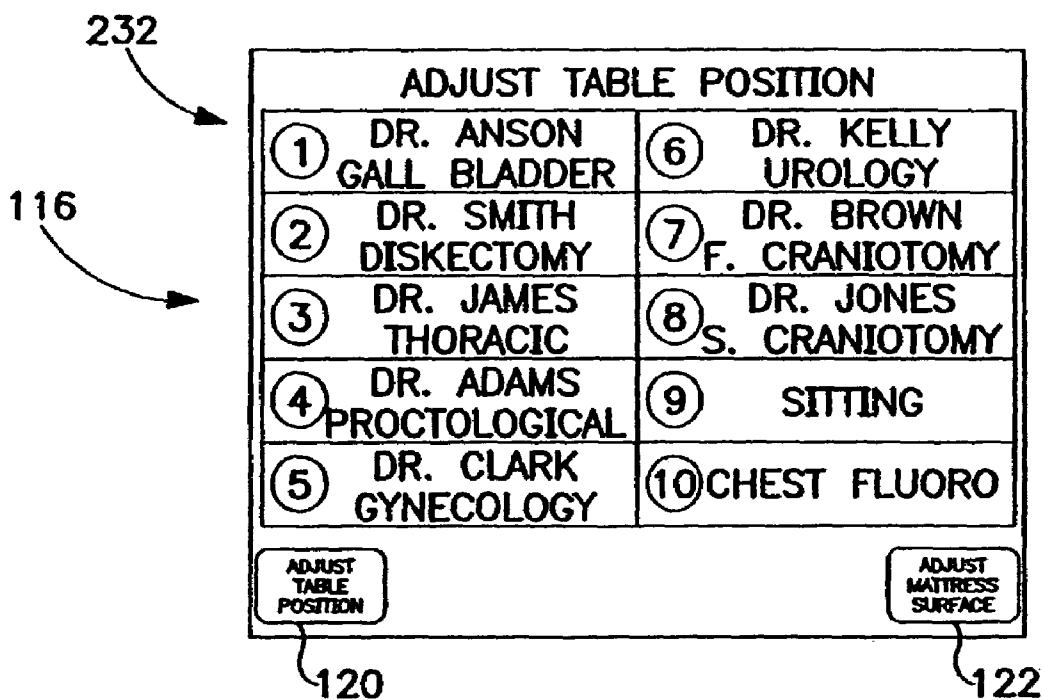 232
ADJUST TABLE POSITION
1 DR. ANSON
GALL BLADDER
6 DR. KELLY
UROLOGY
116
2 DR. SMITH
DISKECTOMY
7 DR. BROWN
F. CRANIOTOMY
3 DR. JAMES
THORACIC
8 DR. JONES
S. CRANIOTOMY
4 DR. ADAMS
PROCTOLOGICAL
9 SITTING
5 DR. CLARK
GYNECOLOGY
10 CHEST FLUORO
ADJUST
TABLE
POSITION
ADJUST
MATTRESS
SURFACE
120
122